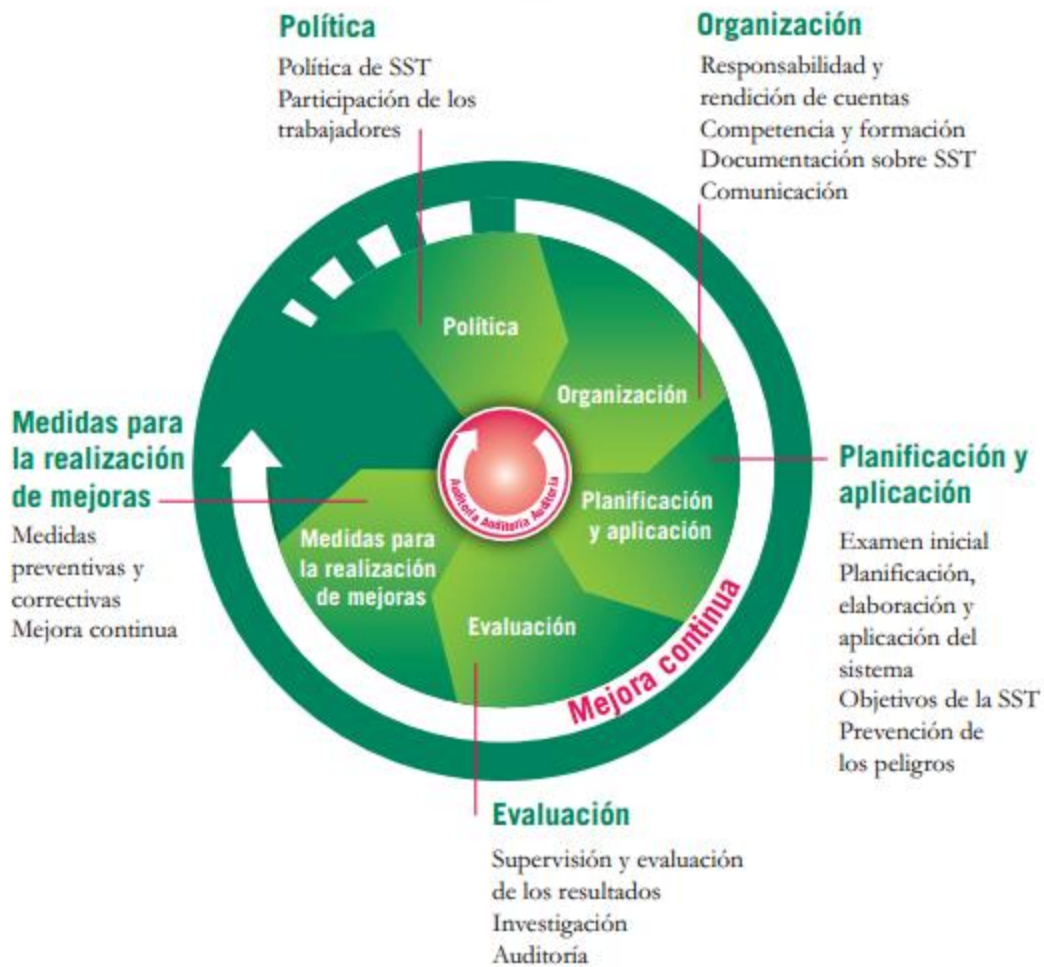 Política
Política de SST
Participación de los
trabajadores
Organización
Responsabilidad y
rendición de cuentas
Competencia y formación
Documentación sobre SST
Comunicación
Política
Organización
Planificación
y aplicación
Evaluación
Medidas para
la realización
de mejoras
Auditoría Auditoría Auditoría
Mejora continua
Medidas para
la realización
de mejoras
Medidas
preventivas y
correctivas
Mejora continua
Planificación y
aplicación
Examen inicial
Planificación,
elaboración y
aplicación del
sistema
Objetivos de la SST
Prevención de
los peligros
Evaluación
Supervisión y evaluación
de los resultados
Investigación
Auditoría